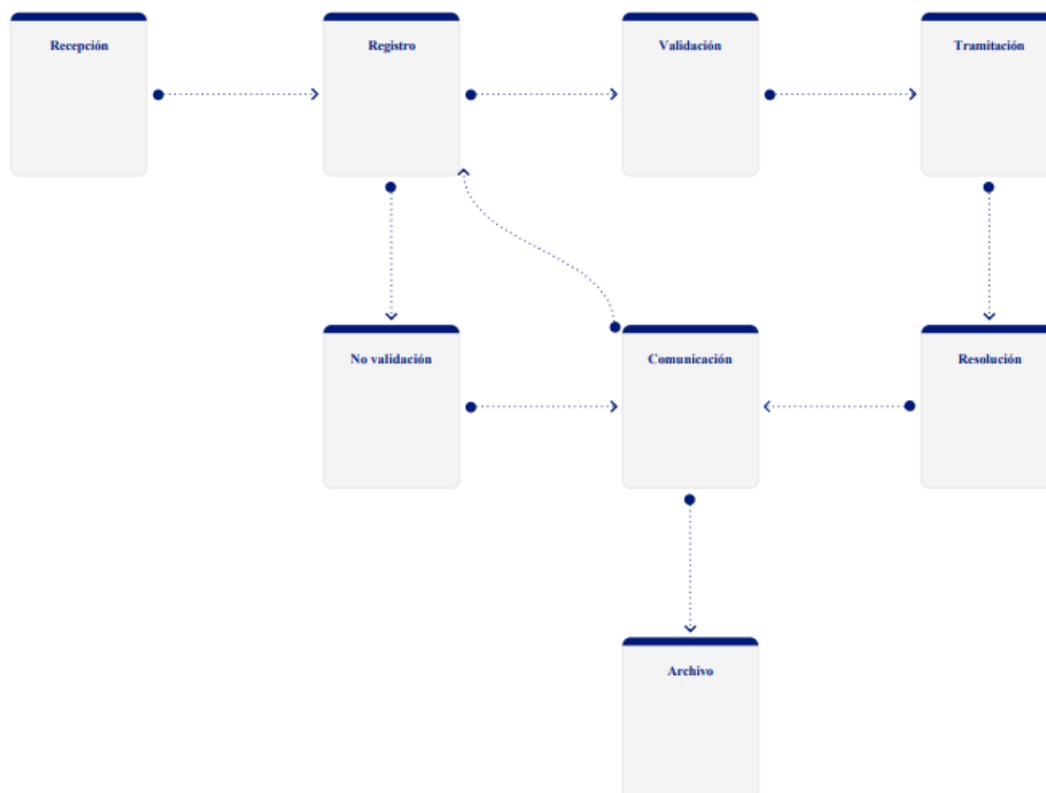 Recepción
Registro
Validación
Tramitación
No validación
Comunicación
Resolución
Archivo